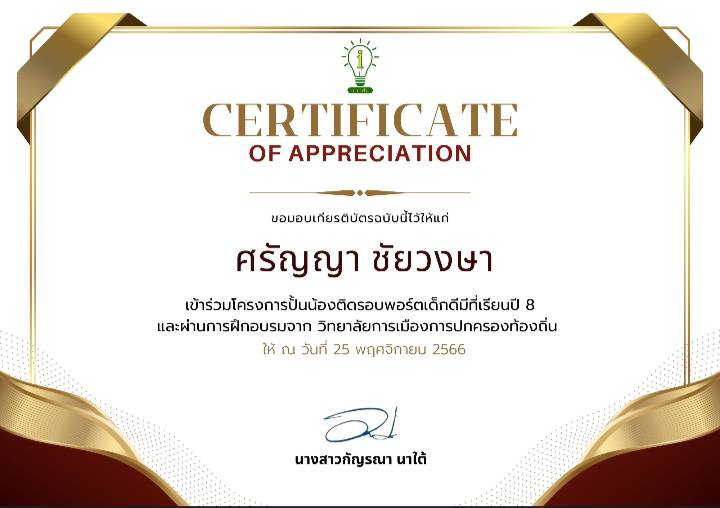 CERTIFICATE
OF APPRECIATION
ขอมอบเกียรติบัตรฉบับนี้ไว้ให้แก่
ศรัญญา ชัยวงษา
เข้าร่วมโครงการปั้นน้องติดรอบพอร์ตเด็กดีมีที่เรียนปี 8
และผ่านการฝึกอบรมจาก วิทยาลัยการเมืองการปกครองท้องถิ่น
ให้ ณ วันที่ 25 พฤศจิกายน 2566
นางสาวกัญรณา นาใต้